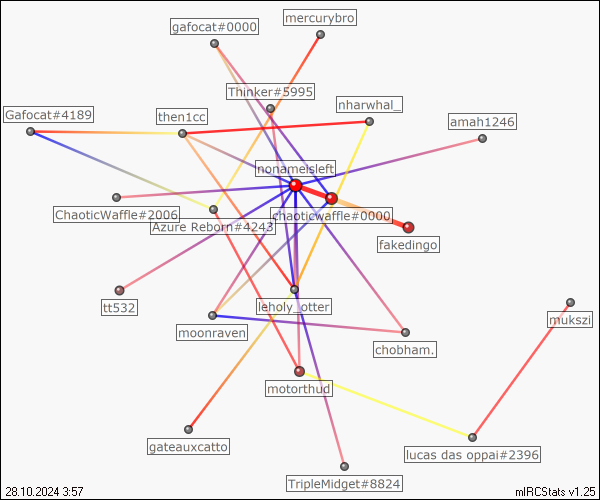 mercurybro
gafocat#0000
Thinker#5995
nharwhal_
Gafocat#4189
then1cc
amah1246
nonameisleft
ChaoticWaffle#2006
chaoticwaffle#0000
Azure Reborn#4243
fakedingo
tt532
leholy_otter
moonraven
mukszi
chobham.
motorthud
gateauxcatto
lucas das oppai#2396
TripleMidget#8824
28.10.2024 3:57
mIRCStats v1.25